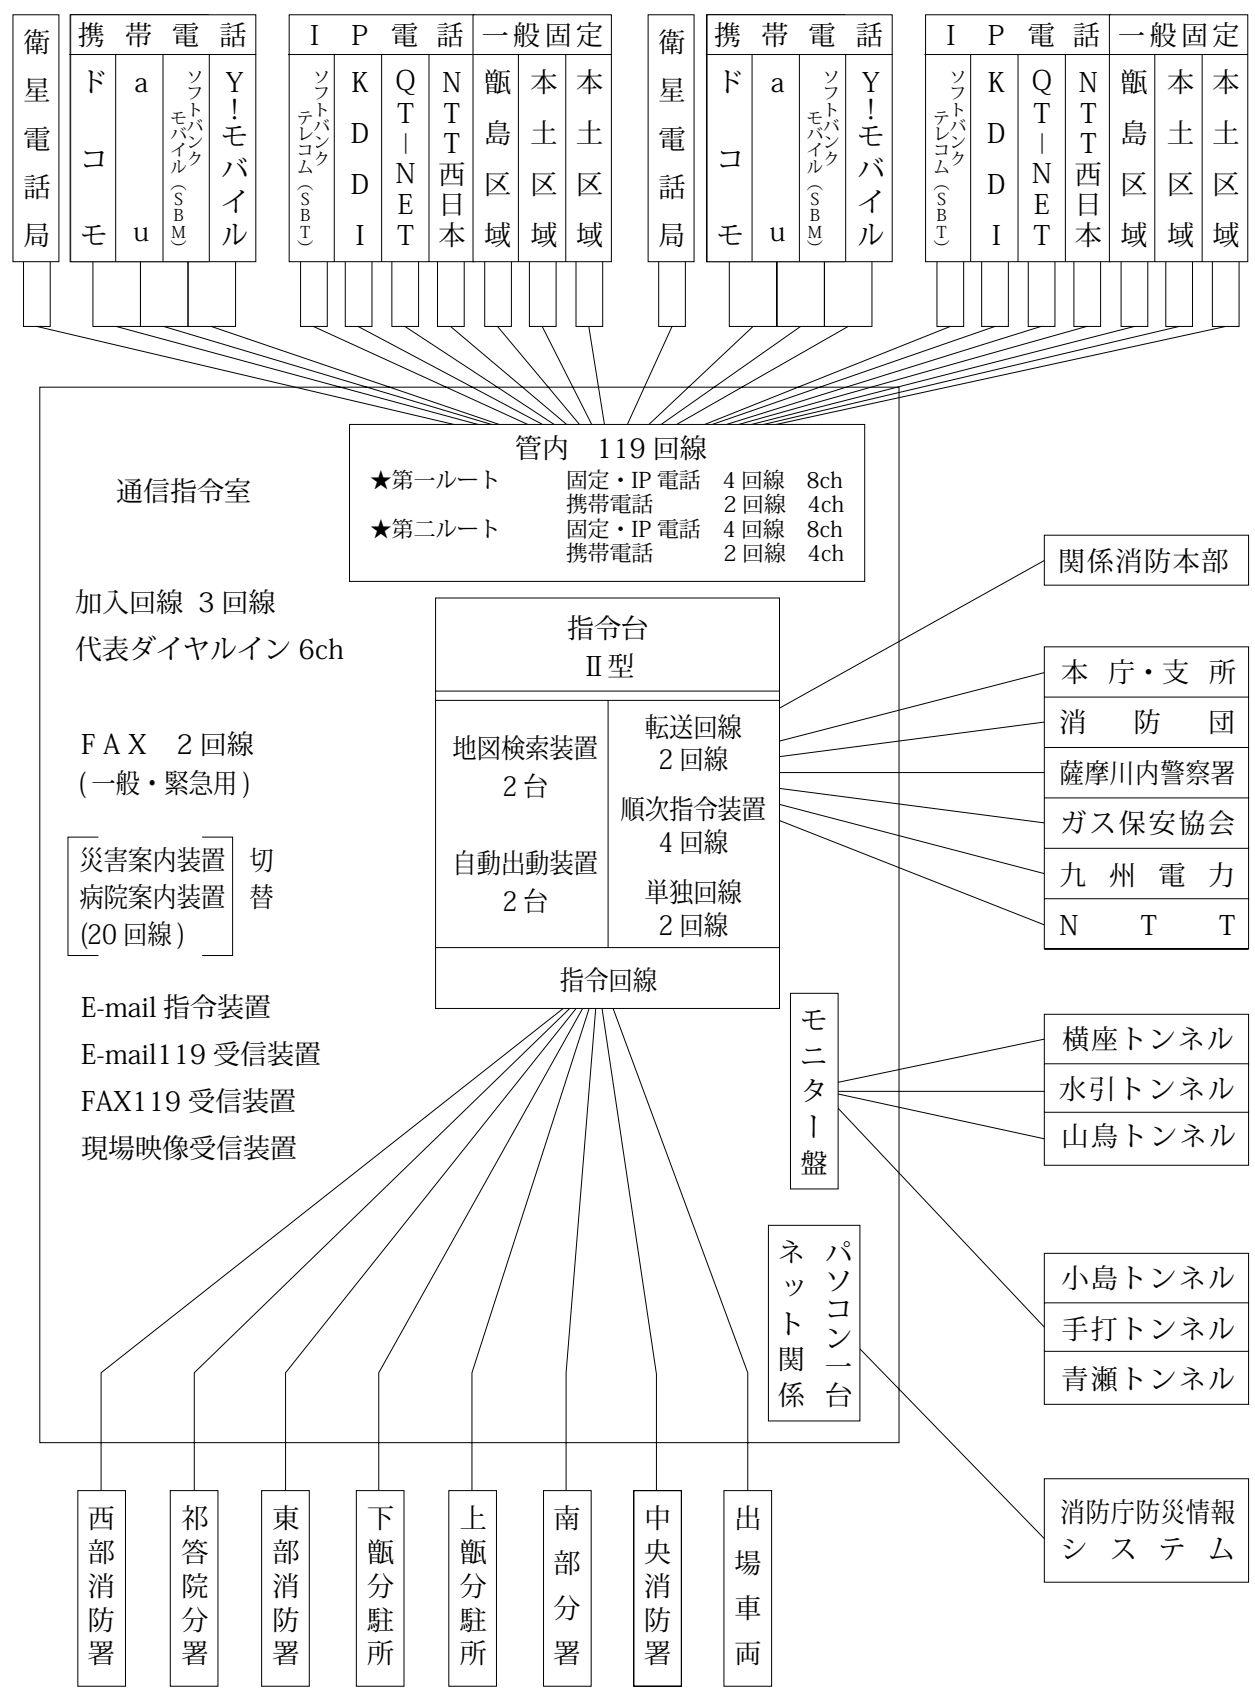 衛星電話局
携帯電話
ドコモ
au
ソフトバンク
モバイル（SBM）
Y!モバイル
IP電話
ソフトバンク
テレコム（SBT）
KDDI
QT－NET
NTT西日本
一般固定
甑島区域
本土区域
本土区域
衛星電話局
携帯電話
ドコモ
au
ソフトバンク
モバイル（SBM）
Y!モバイル
IP電話
ソフトバンク
テレコム（SBT）
KDDI
QT－NET
NTT西日本
一般固定
甑島区域
本土区域
本土区域
管内　119回線
★第一ルート　固定・IP電話　4回線　8ch
携帯電話　2回線　4ch
★第二ルート　固定・IP電話　4回線　8ch
携帯電話　2回線　4ch
通信指令室
加入回線 3回線
代表ダイヤルイン 6ch
FAX　2回線
(一般・緊急用)
災害案内装置
病院案内装置
(20回線)
切替
E-mail指令装置
E-mail119受信装置
FAX119受信装置
現場映像受信装置
指令台
Ⅱ型
地図検索装置
2台
自動出動装置
2台
転送回線
2回線
順次指令装置
4回線
単独回線
2回線
指令回線
モニター盤
パソコン一台
ネット関係
関係消防本部
本庁・支所
消防団
薩摩川内警察署
ガス保安協会
九州電力
NTT
横座トンネル
水引トンネル
山鳥トンネル
小島トンネル
手打トンネル
青瀬トンネル
消防庁防災情報
システム
西部消防署
祁答院分署
東部消防署
下甑分駐所
上甑分駐所
南部分署
中央消防署
出場車両